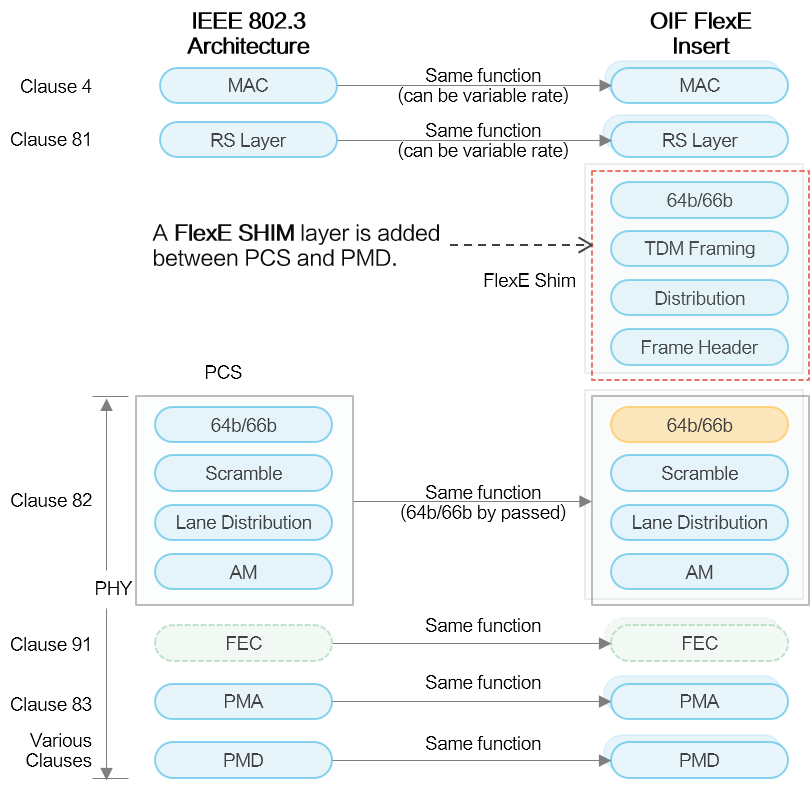 IEEE 802.3
Architecture
OIF FlexE
Insert
Clause 4
MAC
Same function
(can be variable rate)
MAC
Clause 81
RS Layer
Same function
(can be variable rate)
RS Layer
A FlexE SHIM layer is added
between PCS and PMD.
FlexE Shim
64b/66b
TDM Framing
Distribution
Frame Header
PCS
Clause 82
64b/66b
Scramble
Lane Distribution
AM
Same function
(64b/66b by passed)
64b/66b
Scramble
Lane Distribution
AM
PHY
Clause 91
FEC
Same function
FEC
Clause 83
PMA
Same function
PMA
Various
Clauses
PMD
Same function
PMD